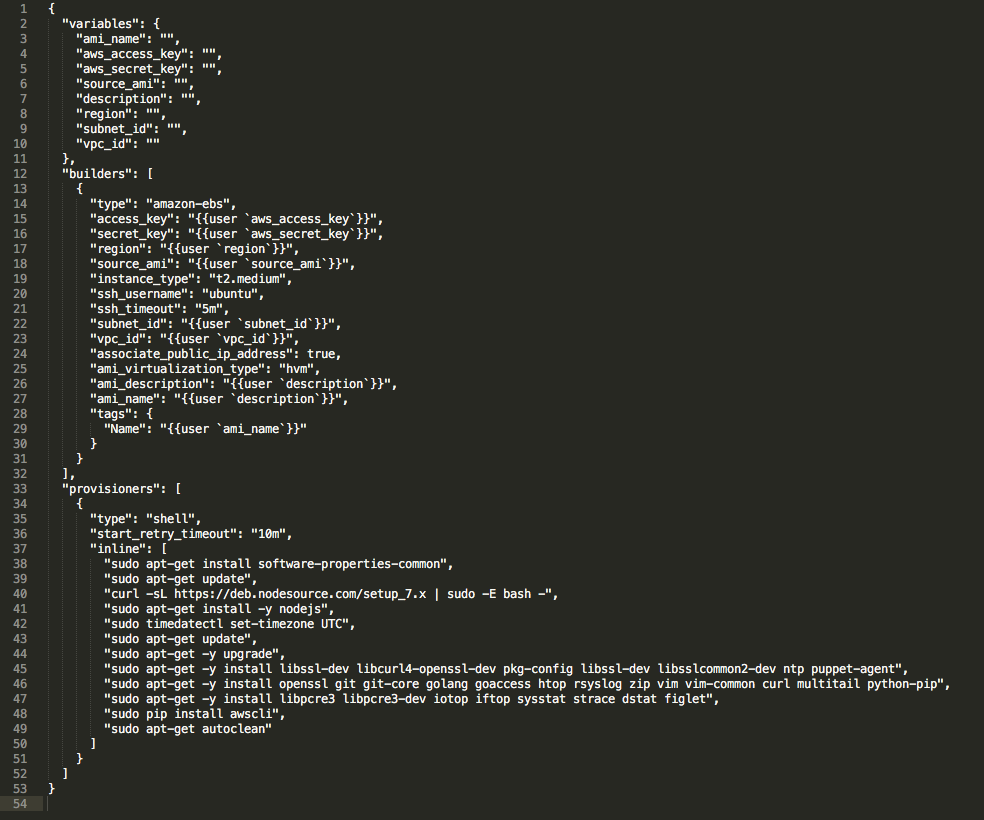 1 {
2   "variables": {
3     "ami_name": "",
4     "aws_access_key": "",
5     "aws_secret_key": "",
6     "source_ami": "",
7     "description": "",
8     "region": "",
9     "subnet_id": "",
10     "vpc_id": ""
11   },
12   "builders": [
13     {
14       "type": "amazon-ebs",
15       "access_key": "{{user `aws_access_key`}}",
16       "secret_key": "{{user `aws_secret_key`}}",
17       "region": "{{user `region`}}",
18       "source_ami": "{{user `source_ami`}}",
19       "instance_type": "t2.medium",
20       "ssh_username": "ubuntu",
21       "ssh_timeout": "5m",
22       "subnet_id": "{{user `subnet_id`}}",
23       "vpc_id": "{{user `vpc_id`}}",
24       "associate_public_ip_address": true,
25       "ami_virtualization_type": "hvm",
26       "ami_description": "{{user `description`}}",
27       "ami_name": "{{user `description`}}",
28       "tags": {
29         "Name": "{{user `ami_name`}}"
30       }
31     }
32   ],
33   "provisioners": [
34     {
35       "type": "shell",
36       "start_retry_timeout": "10m",
37       "inline": [
38         "sudo apt-get install software-properties-common",
39         "sudo apt-get update",
40         "curl -sL https://deb.nodesource.com/setup_7.x | sudo -E bash -",
41         "sudo apt-get install -y nodejs",
42         "sudo timedatectl set-timezone UTC",
43         "sudo apt-get update",
44         "sudo apt-get -y upgrade",
45         "sudo apt-get -y install libssl-dev libcurl4-openssl-dev pkg-config libssl-dev libsslcommon2-dev ntp puppet-agent",
46         "sudo apt-get -y install openssl git git-core golang goaccess htop rsyslog zip vim vim-common curl multitail python-pip",
47         "sudo apt-get -y install libpcre3 libpcre3-dev iotop iftop sysstat strace dstat figlet",
48         "sudo pip install awscli",
49         "sudo apt-get autoclean"
50       ]
51     }
52   ]
53 }
54